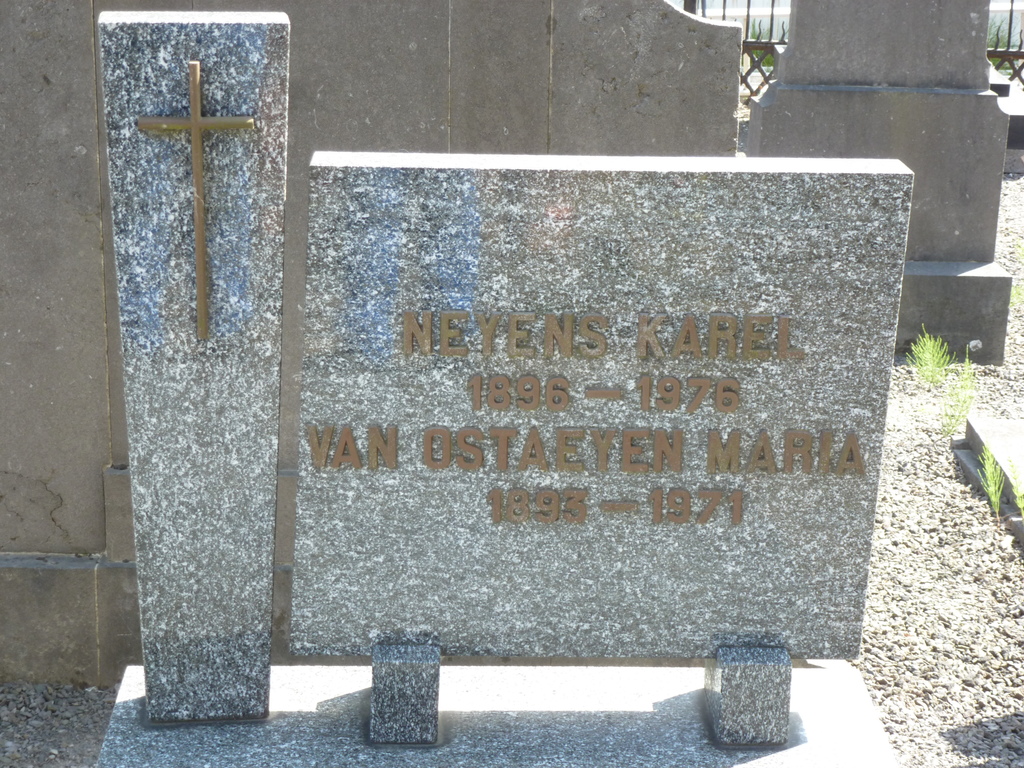 NEYENS KAREL
1896 — 1976
VAN OSTAEYEN MARIA
1893 — 1971